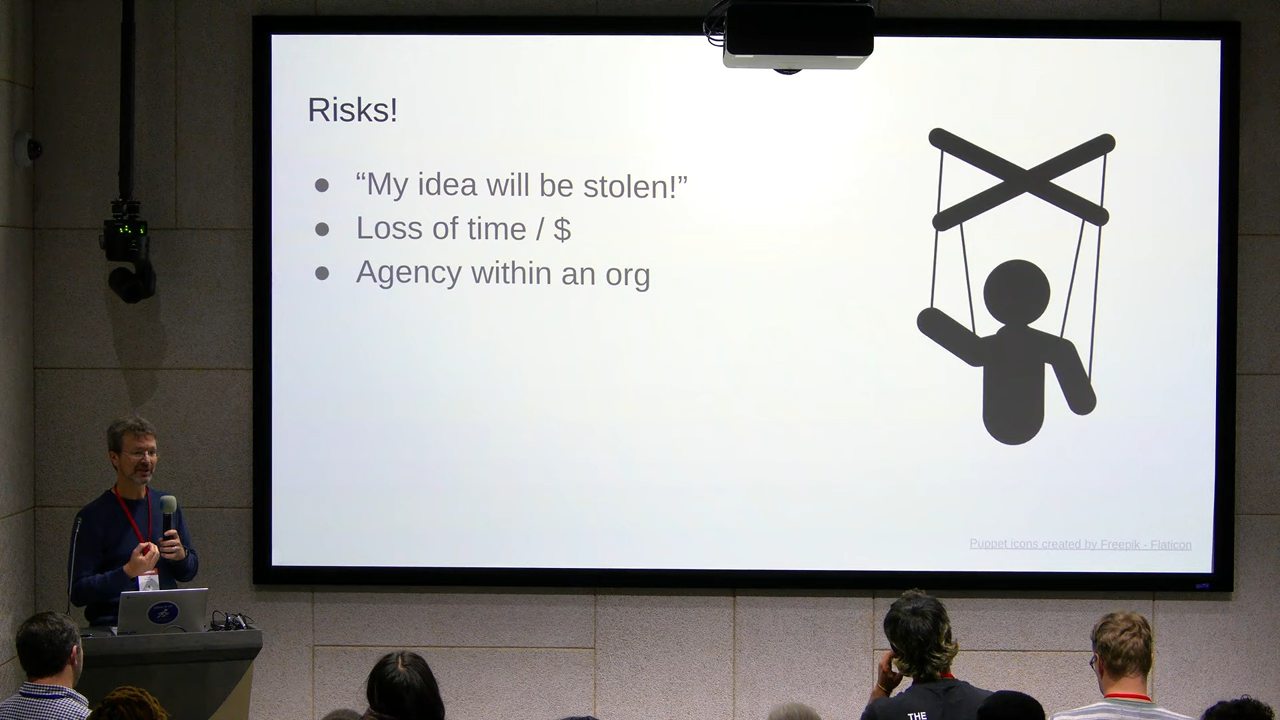 Risks!
● “My idea will be stolen!”
● Loss of time / $
● Agency within an org
Puppet icons created by Freepik - Flaticon
THE